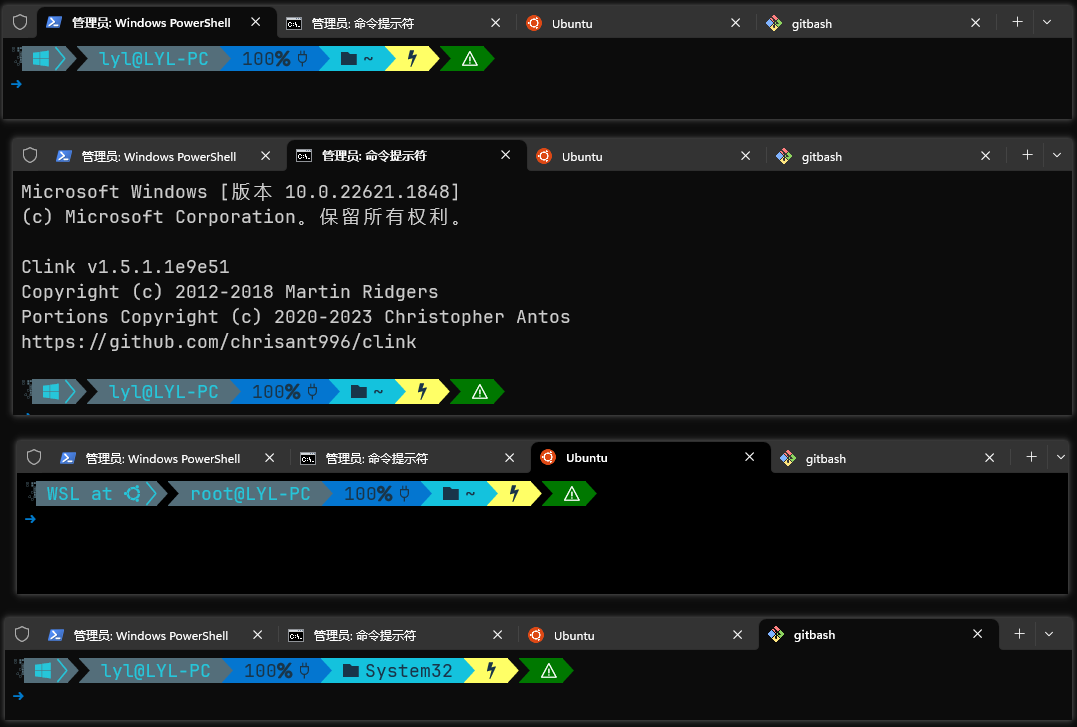 管理员: Windows PowerShell 管理员: 命令提示符 Ubuntu gitbash
lyl@LYL-PC 100% ~
管理员: Windows PowerShell 管理员: 命令提示符 Ubuntu gitbash
Microsoft Windows [版本 10.0.22621.1848]
(c) Microsoft Corporation。保留所有权利。
Clink v1.5.1.1e9e51
Copyright (c) 2012-2018 Martin Ridgers
Portions Copyright (c) 2020-2023 Christopher Antos
https://github.com/chrisant996/clink
lyl@LYL-PC 100% ~
管理员: Windows PowerShell 管理员: 命令提示符 Ubuntu gitbash
WSL at root@LYL-PC 100% ~
管理员: Windows PowerShell 管理员: 命令提示符 Ubuntu gitbash
lyl@LYL-PC 100% System32